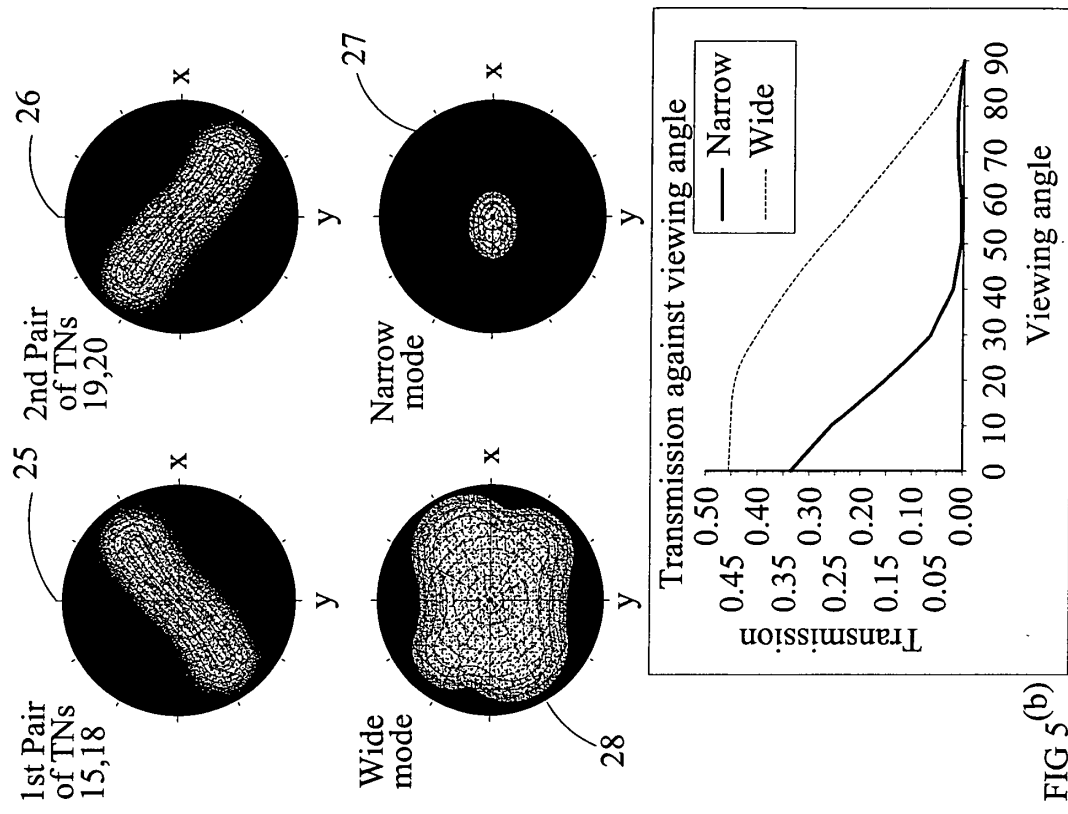 1st Pair
of TNs
15,18
25
x
y
2nd Pair
of TNs
19,20
26
x
y
Wide
mode
28
x
y
Narrow
mode
27
x
y
Transmission against viewing angle
Transmission
0.50
0.45
0.40
0.35
0.30
0.25
0.20
0.15
0.10
0.05
0.00
Narrow
Wide
0 10 20 30 40 50 60 70 80 90
Viewing angle
FIG 5(b)